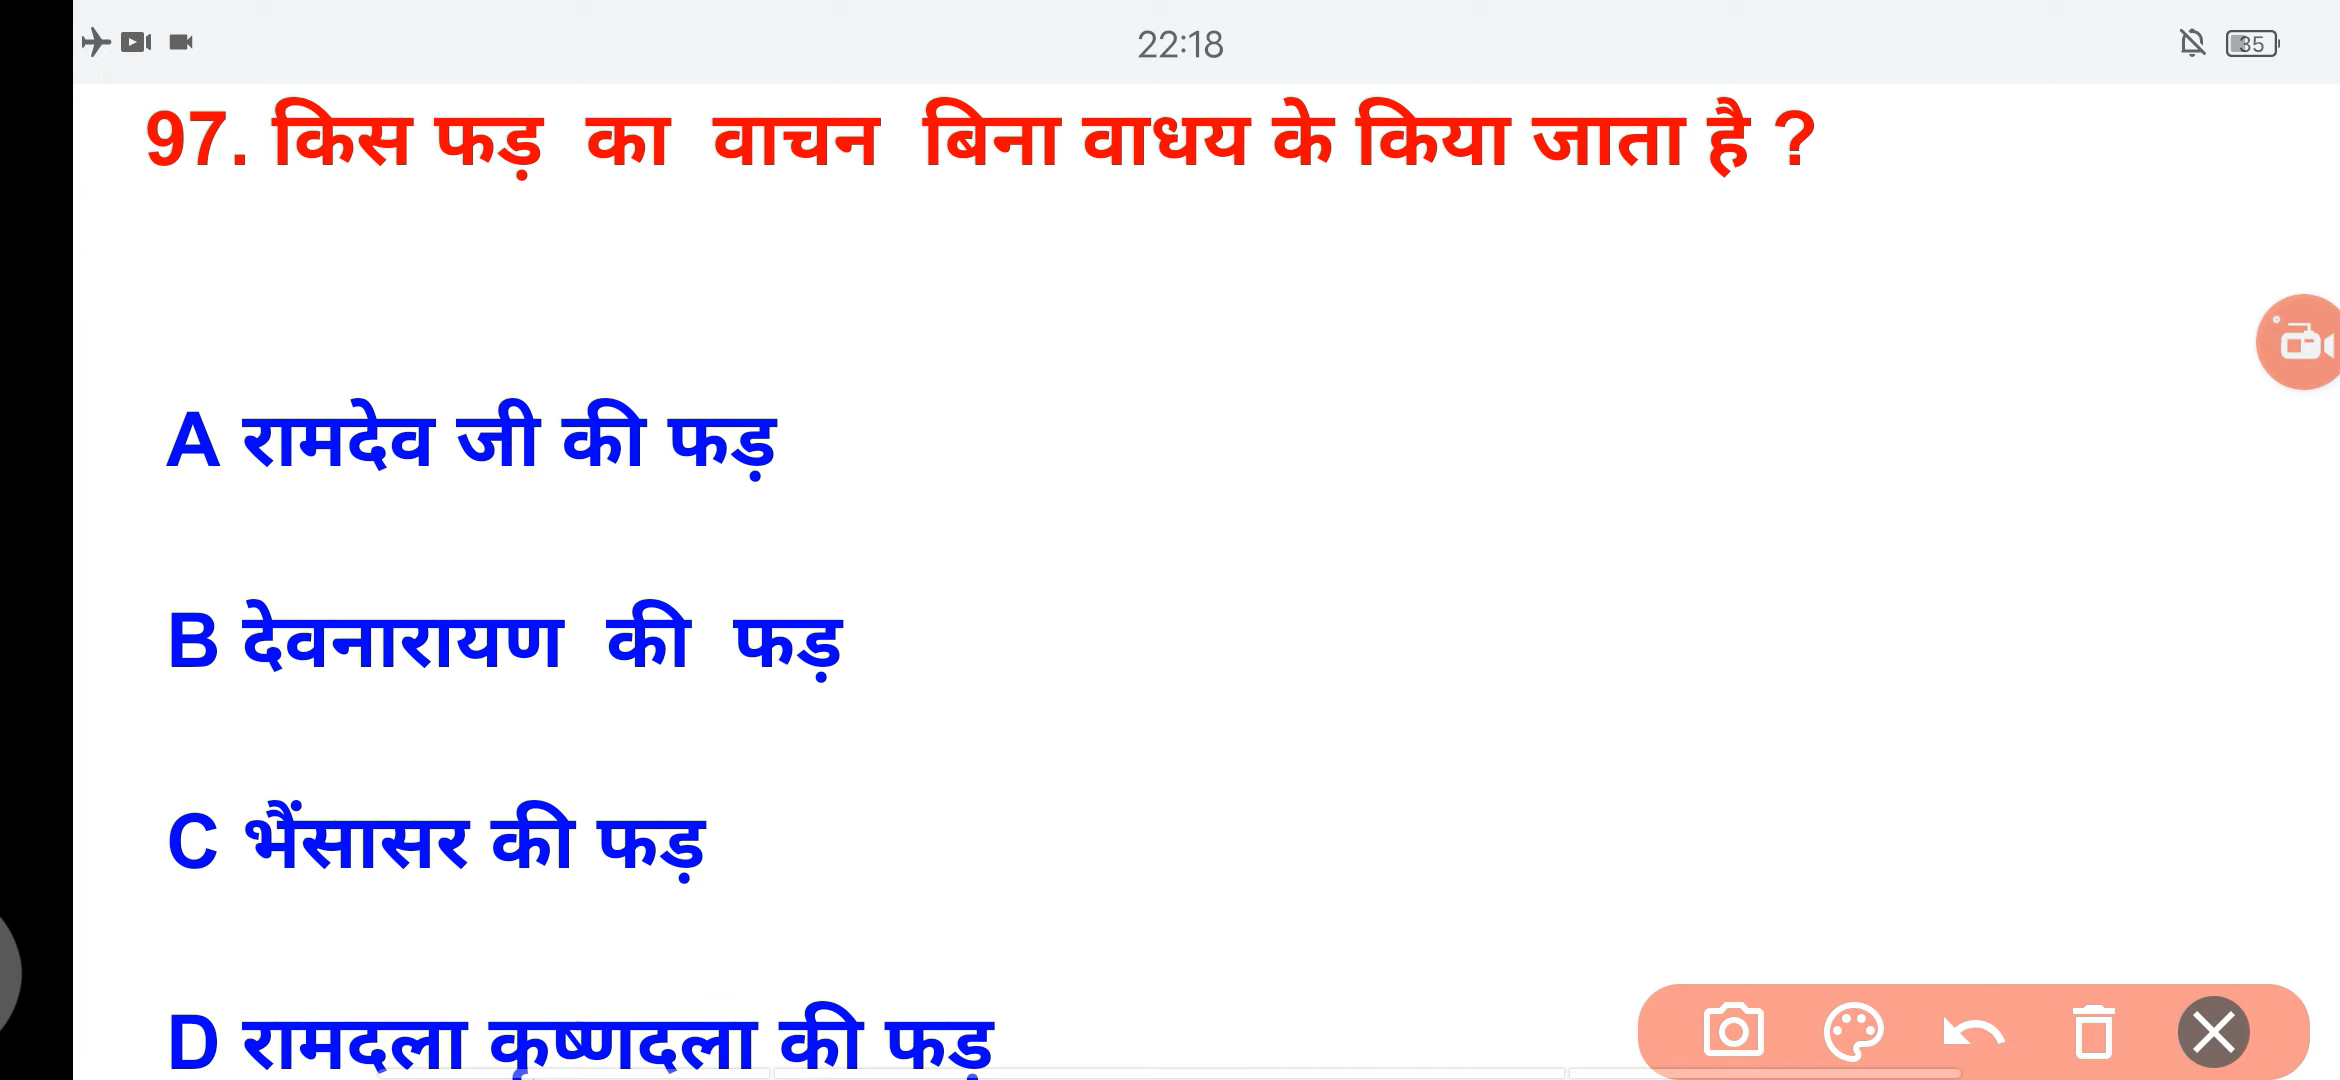 22:18
35
97. किस फड़ का वाचन बिना वाधय के किया जाता है ?
A रामदेव जी की फड़
B देवनारायण की फड़
C भैंसासर की फड़
D रामदला कृष्णदला की फड़